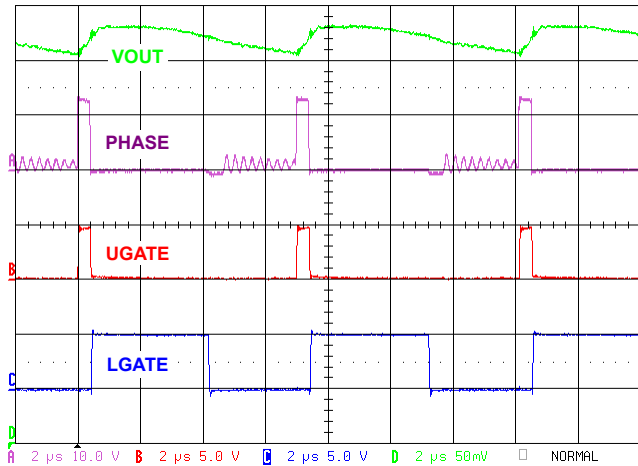 VOUT
A PHASE
B UGATE
C LGATE
D
A 2 µs 10.0 V B 2 µs 5.0 V C 2 µs 5.0 V D 2 µs 50mV NORMAL